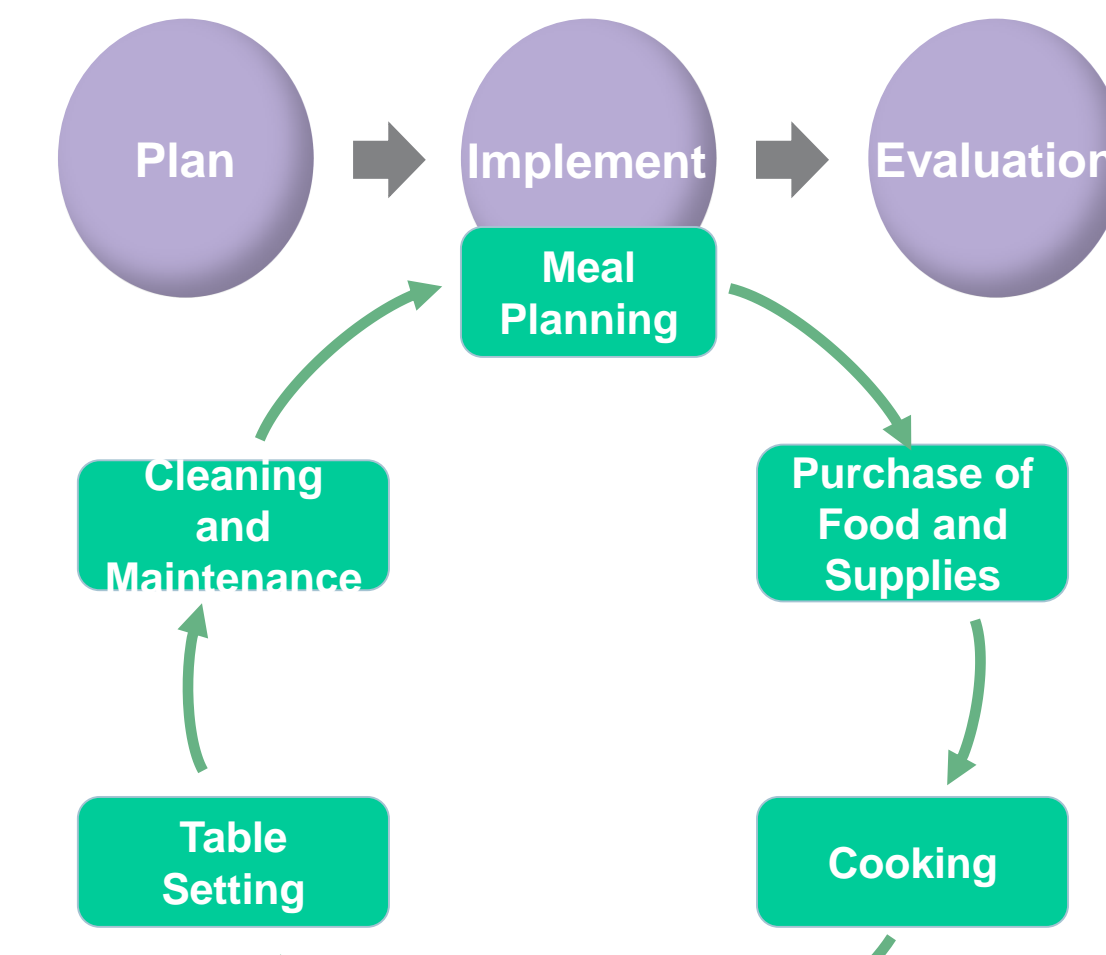 Plan
Implement
Evaluation
Meal
Planning
Cleaning
and
Maintenance
Purchase of
Food and
Supplies
Table
Setting
Cooking